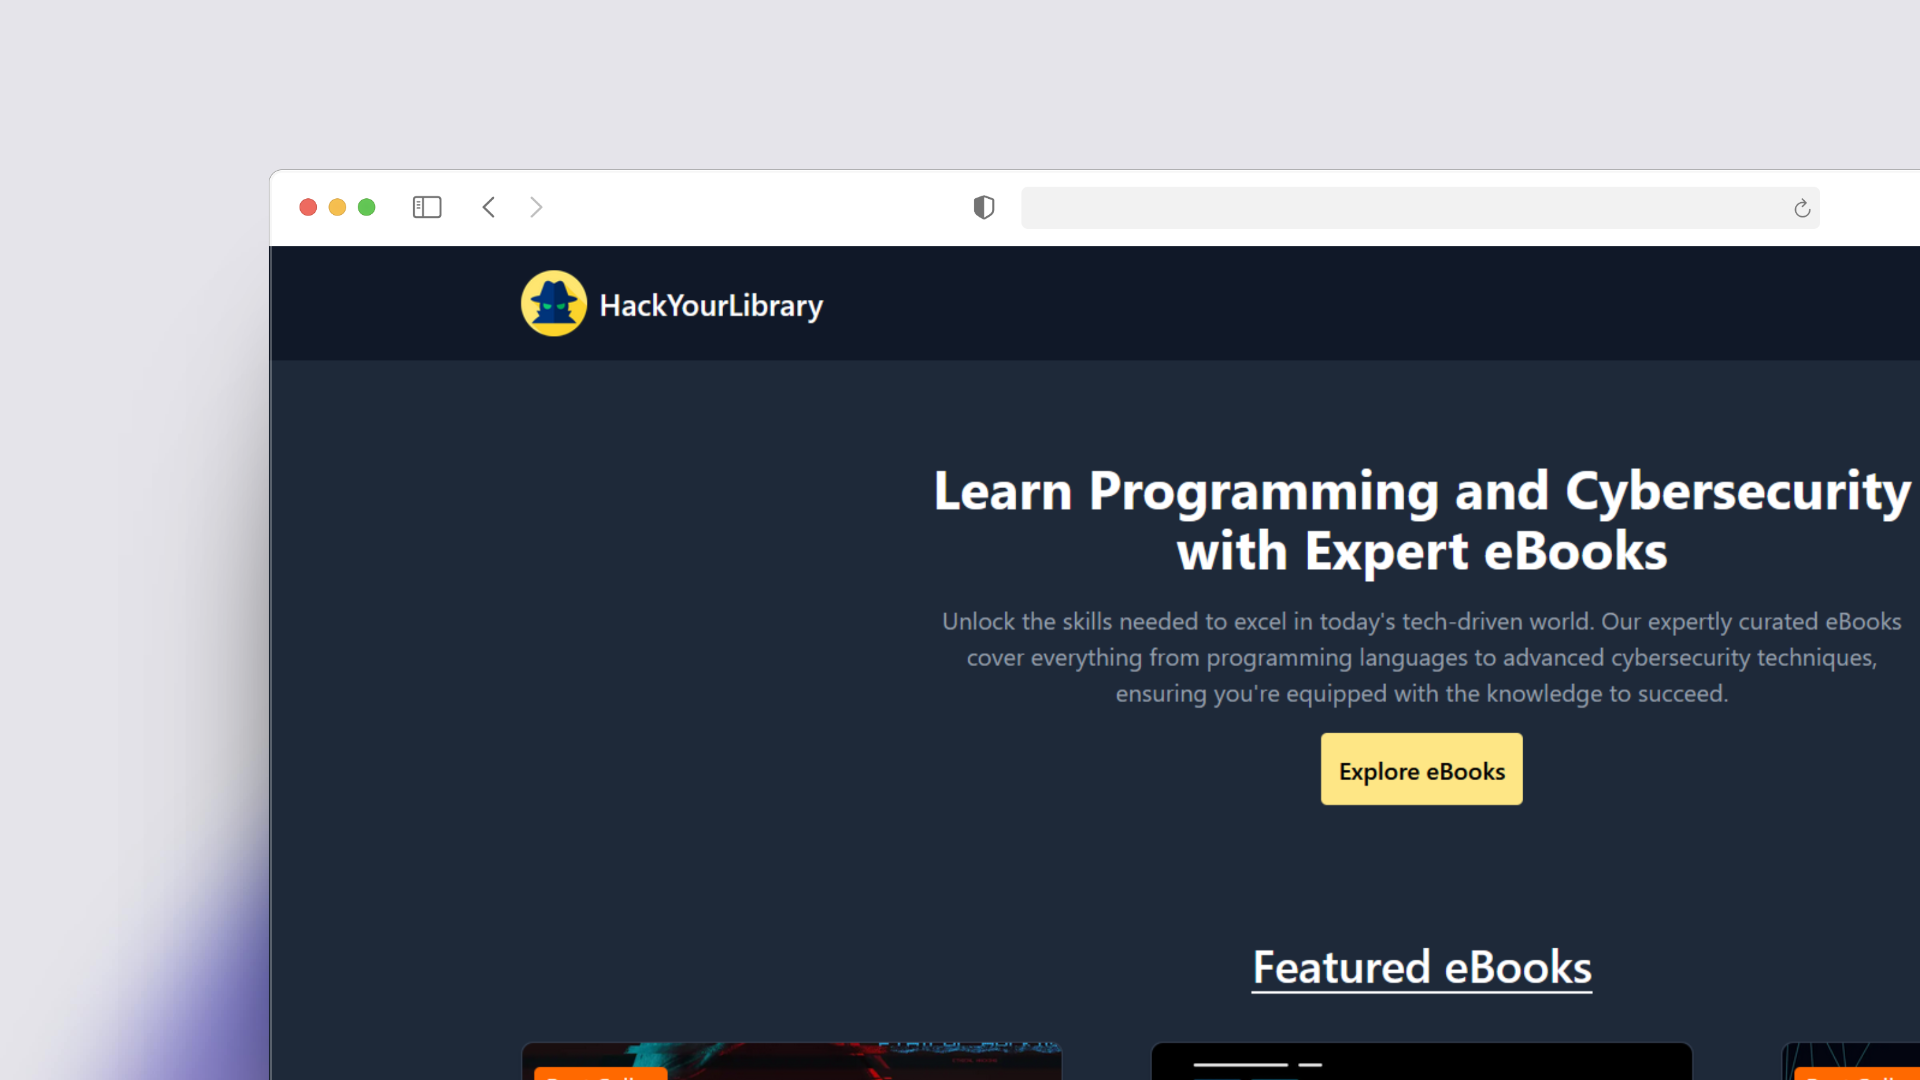 HackYourLibrary
Learn Programming and Cybersecurity
with Expert eBooks
Unlock the skills needed to excel in today's tech-driven world. Our expertly curated eBooks
cover everything from programming languages to advanced cybersecurity techniques,
ensuring you're equipped with the knowledge to succeed.
Explore eBooks
Featured eBooks